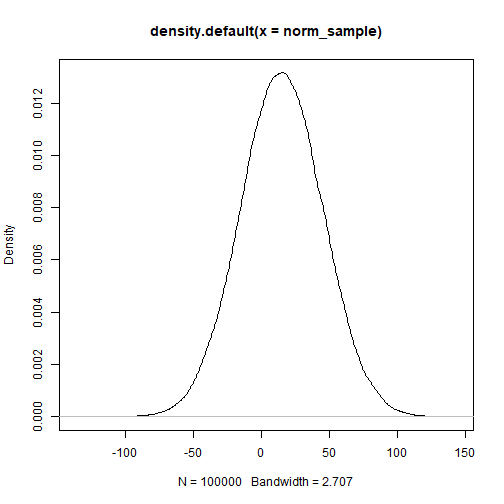 density.default(x = norm_sample)
Density
0.012
0.010
0.008
0.006
0.004
0.002
0.000
-100 -50 0 50 100 150
N = 100000 Bandwidth = 2.707